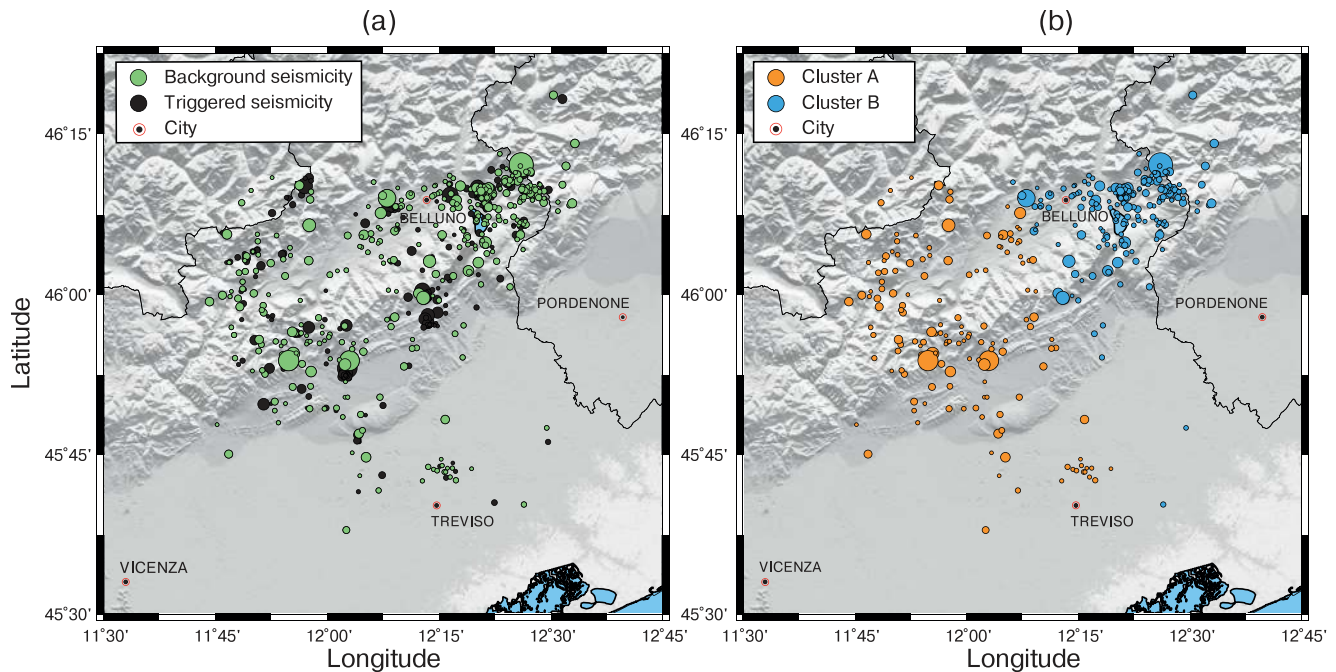 (a)
(b)
Background seismicity
Triggered seismicity
City
Cluster A
Cluster B
City
46°15'
46°00'
45°45'
45°30'
46°15'
46°00'
45°45'
45°30'
Latitude
BELLUNO
PORDENONE
TREVISO
VICENZA
BELLUNO
PORDENONE
TREVISO
VICENZA
11°30'
11°45'
12°00'
12°15'
12°30'
12°45'
11°30'
11°45'
12°00'
12°15'
12°30'
12°45'
Longitude
Longitude